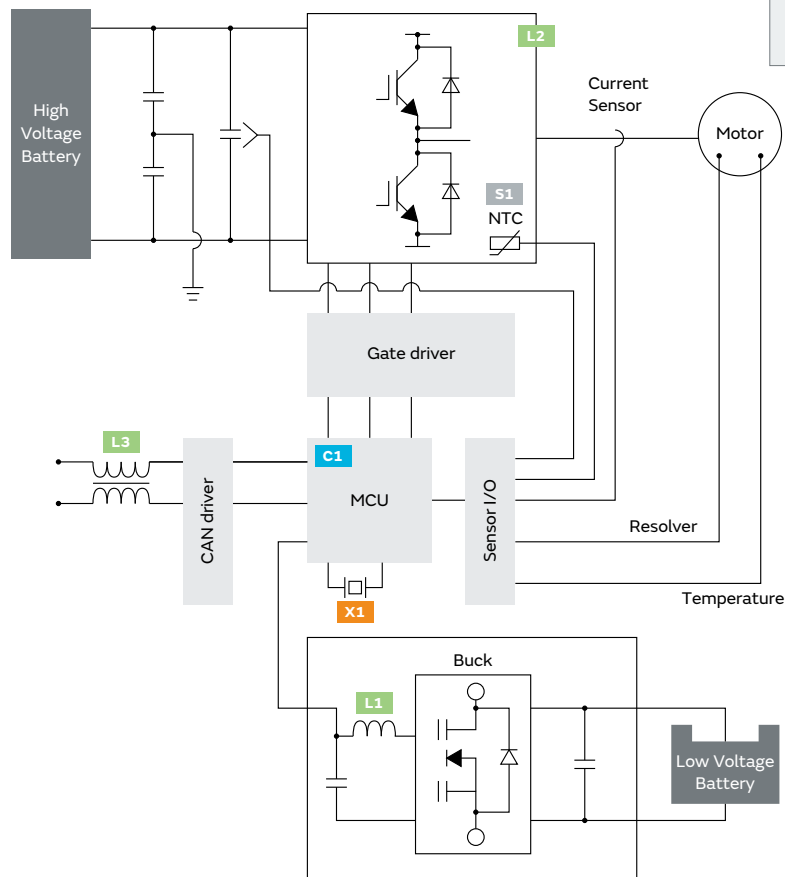 L2
Current
Sensor
High
Voltage
Battery
Motor
S1
NTC
Gate driver
L3
C1
CAN driver
MCU
Sensor I/O
Resolver
X1
Temperature
Buck
L1
Low Voltage
Battery